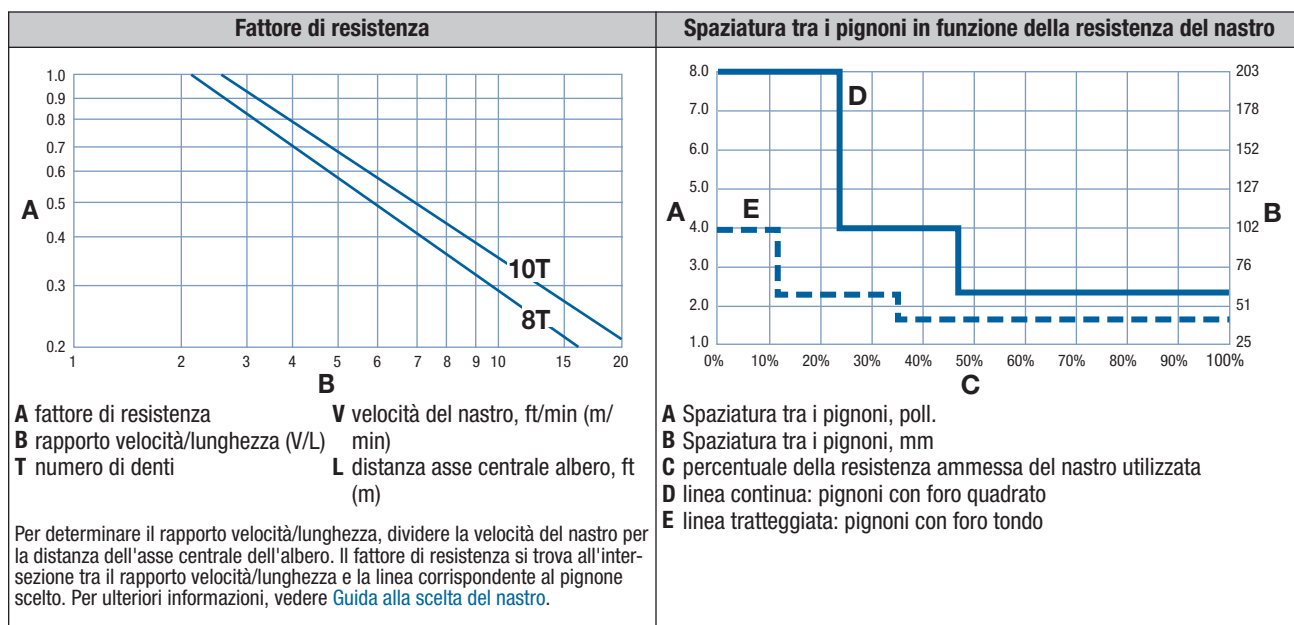 Fattore di resistenza
1.0
0.9
0.8
0.7
0.6
0.5
0.4
0.3
0.2
A
10T
8T
1 2 3 4 5 6 7 8 9 10 15 20
B
A fattore di resistenza
B rapporto velocità/lunghezza (V/L)
T numero di denti
V velocità del nastro, ft/min (m/
min)
L distanza asse centrale albero, ft
(m)
Per determinare il rapporto velocità/lunghezza, dividere la velocità del nastro per
la distanza dell'asse centrale dell'albero. Il fattore di resistenza si trova all'inter-
sezione tra il rapporto velocità/lunghezza e la linea corrispondente al pignone
scelto. Per ulteriori informazioni, vedere Guida alla scelta del nastro.
Spaziatura tra i pignoni in funzione della resistenza del nastro
8.0
7.0
6.0
5.0
4.0
3.0
2.0
1.0
A
D
E
203
178
152
127
102
76
51
25
B
0% 10% 20% 30% 40% 50% 60% 70% 80% 90% 100%
C
A Spaziatura tra i pignoni, poll.
B Spaziatura tra i pignoni, mm
C percentuale della resistenza ammessa del nastro utilizzata
D linea continua: pignoni con foro quadrato
E linea tratteggiata: pignoni con foro tondo